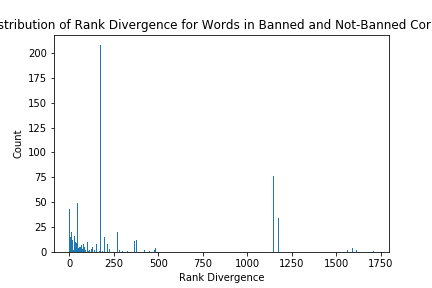 stribution of Rank Divergence for Words in Banned and Not-Banned Cor
200
175
150
125
100
75
50
25
0
Count
0 250 500 750 1000 1250 1500 1750
Rank Divergence